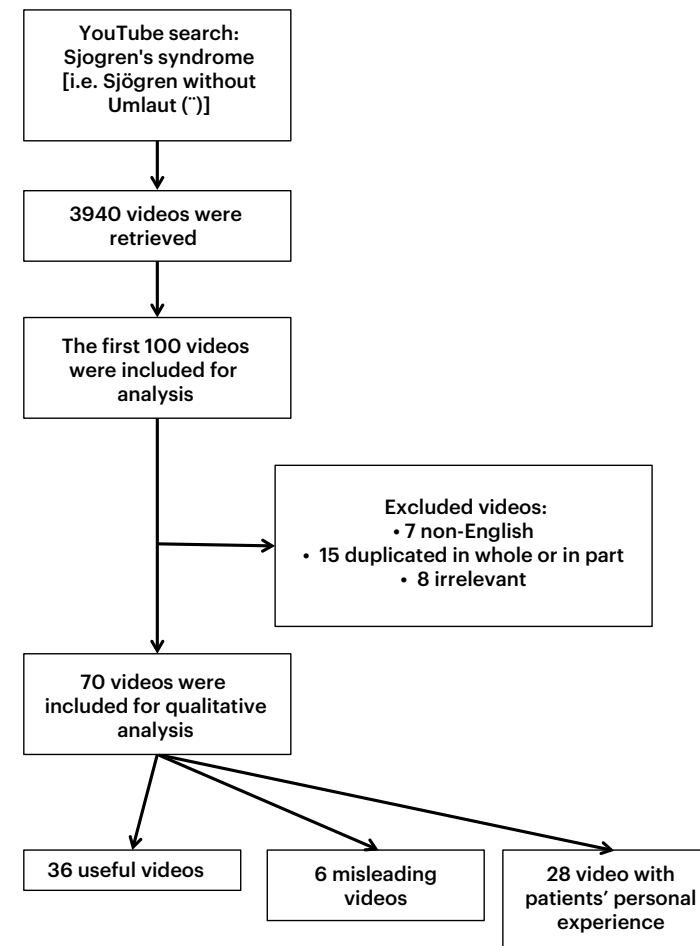 YouTube search:
Sjogren's syndrome
[i.e. Sjögren without
Umlaut (¨)]
3940 videos were
retrieved
The first 100 videos
were included for
analysis
Excluded videos:
• 7 non-English
• 15 duplicated in whole or in part
• 8 irrelevant
70 videos were
included for qualitative
analysis
36 useful videos
6 misleading
videos
28 video with
patients’ personal
experience